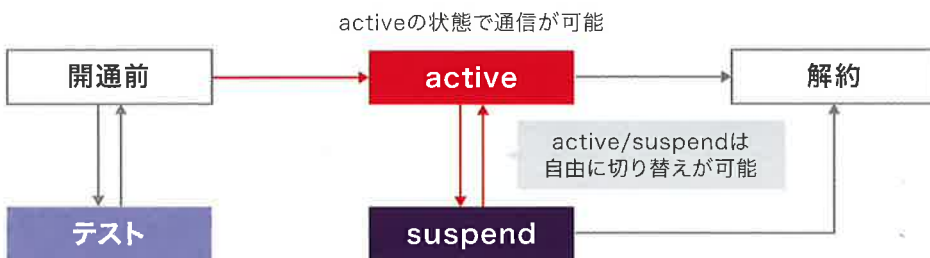 activeの状態で通信が可能
開通前
active
解約
active/suspendは
自由に切り替えが可能
テスト
suspend